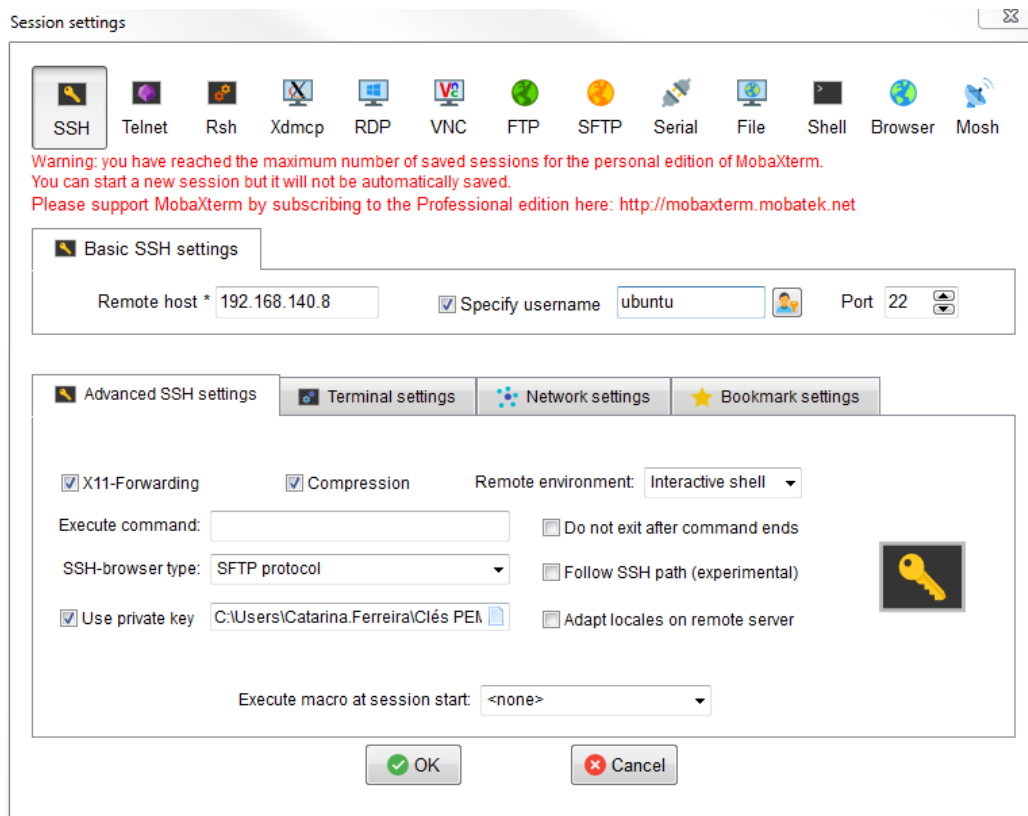 Session settings
SSH Telnet Rsh Xdmcp RDP VNC FTP SFTP Serial File Shell Browser Mosh
Warning: you have reached the maximum number of saved sessions for the personal edition of MobaXterm.
You can start a new session but it will not be automatically saved.
Please support MobaXterm by subscribing to the Professional edition here: http://mobaxterm.mobatek.net
Basic SSH settings
Remote host * 192.168.140.8 Specify username ubuntu Port 22
Advanced SSH settings Terminal settings Network settings Bookmark settings
X11-Forwarding Compression Remote environment: Interactive shell
Execute command: Do not exit after command ends
SSH-browser type: SFTP protocol Follow SSH path (experimental)
Use private key C:\Users\Catarina.Ferreira\Clés Adapt locales on remote server
Execute macro at session start: <none>
OK Cancel